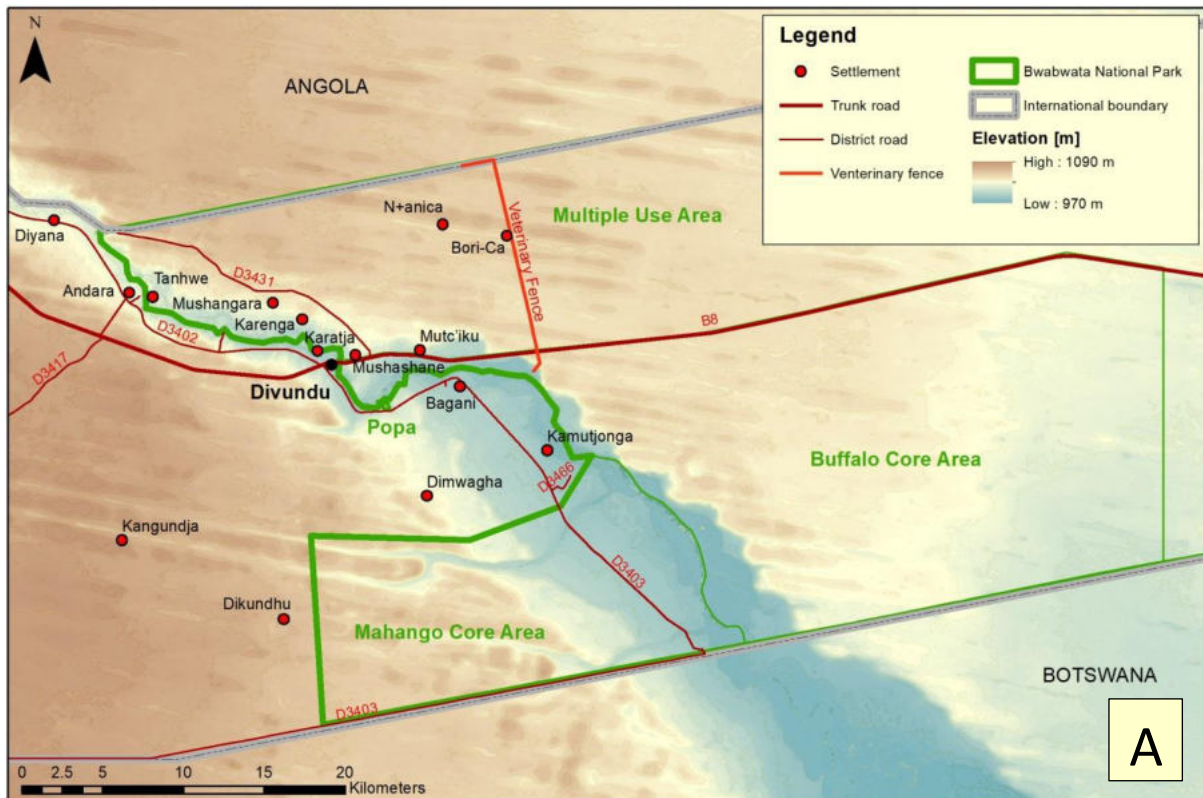 N
ANGOLA
Legend
Settlement
Trunk road
District road
Venterinary fence
Bwabwata National Park
International boundary
Elevation [m]
High : 1090 m
Low : 970 m
N+anica
Bori-Ca
Multiple Use Area
Veterinary Fence
Diyana
Andara
Tanhwe
D3431
Mushangara
Karenga
D3402
Karatja
Mutc'iku
B8
D3417
Mushashane
Divundu
Bagani
Popa
Kamutjonga
Buffalo Core Area
D3466
Dimwagha
Kangundja
D3403
Dikundhu
Mahango Core Area
BOTSWANA
D3403
A
0 2.5 5 10 15 20
Kilometers